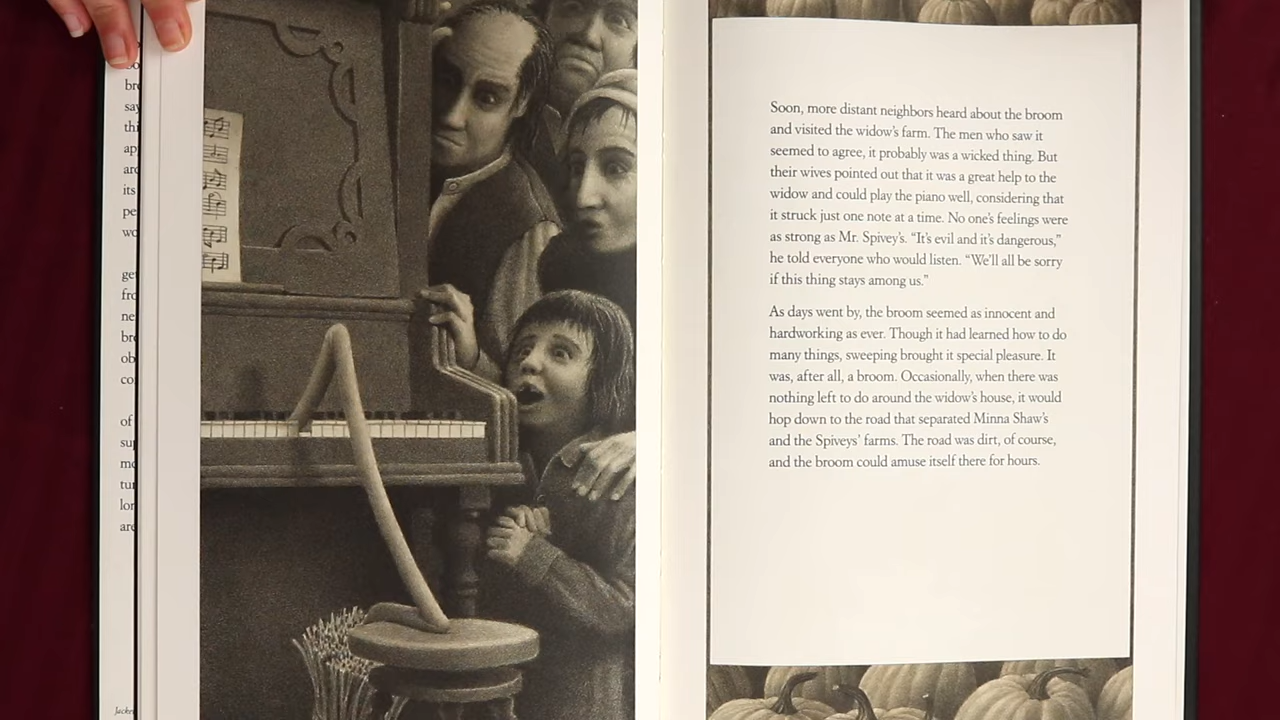 Soon, more distant neighbors heard about the broom
and visited the widow's farm. The men who saw it
seemed to agree, it probably was a wicked thing. But
their wives pointed out that it was a great help to the
widow and could play the piano well, considering that
it struck just one note at a time. No one's feelings were
as strong as Mr. Spivey's. “It's evil and it's dangerous,”
he told everyone who would listen. “We'll all be sorry
if this thing stays among us.”
As days went by, the broom seemed as innocent and
hardworking as ever. Though it had learned how to do
many things, sweeping brought it special pleasure. It
was, after all, a broom. Occasionally, when there was
nothing left to do around the widow's house, it would
hop down to the road that separated Minna Shaw's
and the Spiveys' farms. The road was dirt, of course,
and the broom could amuse itself there for hours.